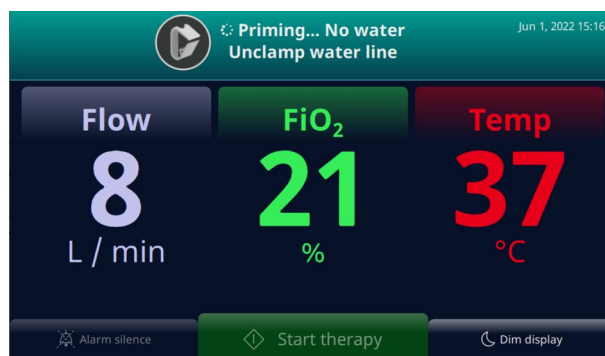 Priming... No water
Unclamp water line
Jun 1, 2022 15:16
Flow
FiO₂
Temp
8
21
37
L / min
%
°C
Alarm silence
Start therapy
Dim display